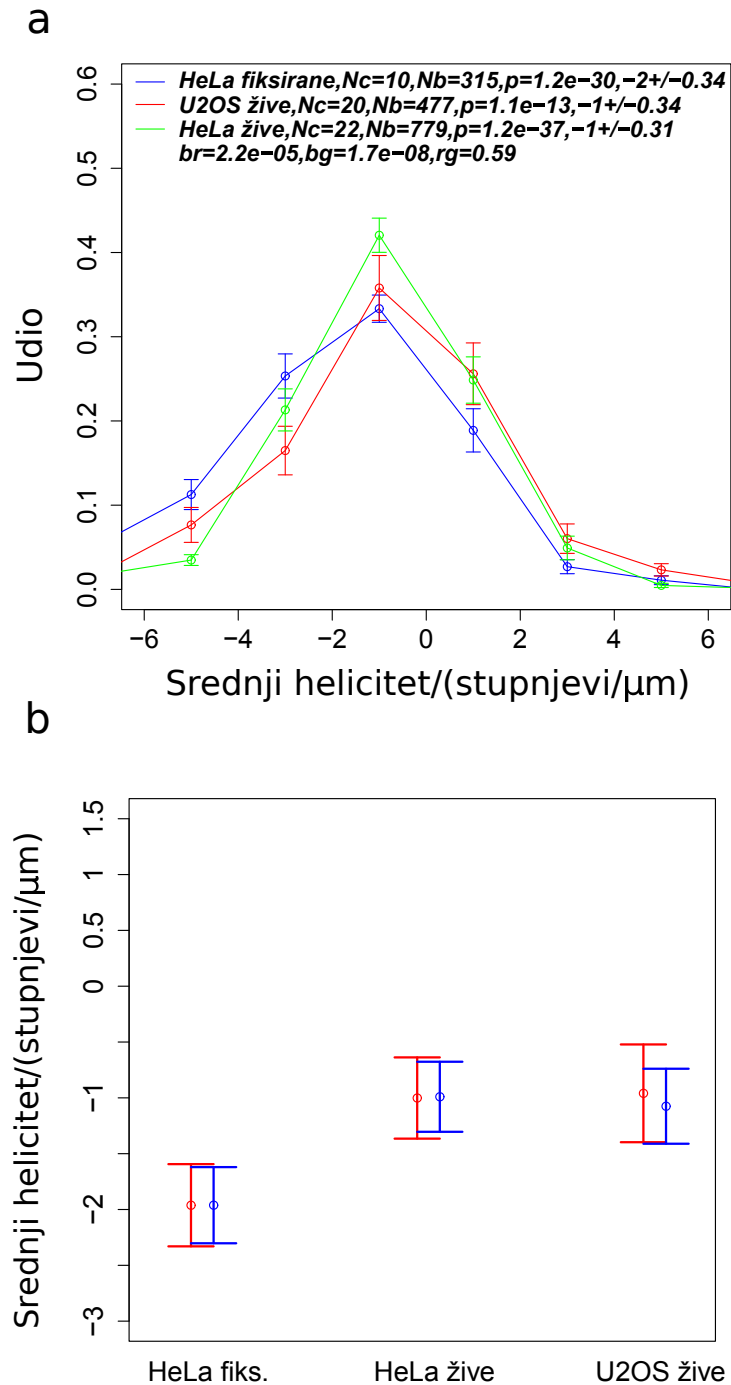 a
HeLa fiksirane,Nc=10,Nb=315,p=1.2e−30,−2+/−0.34
U2OS žive,Nc=20,Nb=477,p=1.1e−13,−1+/−0.34
HeLa žive,Nc=22,Nb=779,p=1.2e−37,−1+/−0.31
br=2.2e−05,bg=1.7e−08,rg=0.59
Udio
0.6
0.5
0.4
0.3
0.2
0.1
0.0
−6 −4 −2 0 2 4 6
Srednji helicitet/(stupnjevi/μm)
b
Srednji helicitet/(stupnjevi/μm)
1.5
1
0.5
0
−1
−2
−3
HeLa fiks. HeLa žive U2OS žive